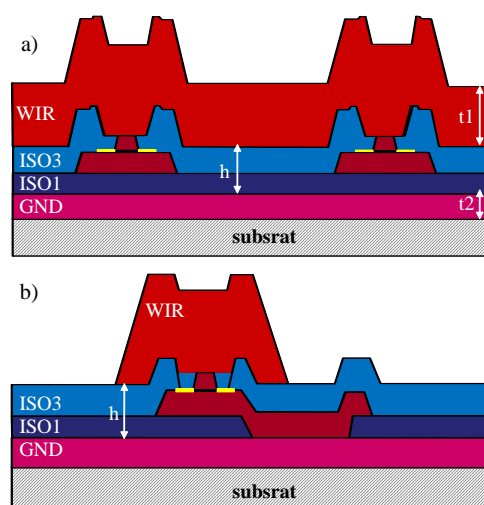 a)
WIR
t1
ISO3
h
ISO1
t2
GND
subsrat
b)
WIR
ISO3
h
ISO1
GND
subsrat